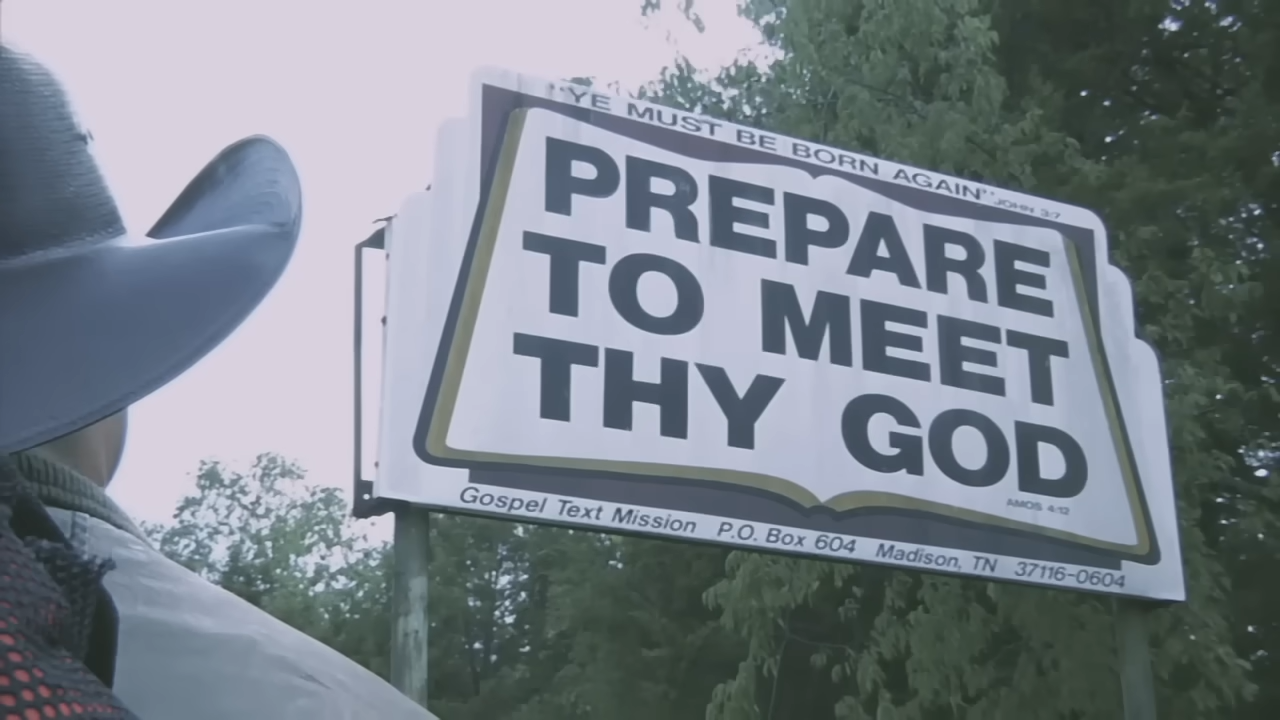 "YE MUST BE BORN AGAIN" JOHN 3:7
PREPARE
TO MEET
THY GOD
AMOS 4:12
Gospel Text Mission P.O. Box 604 Madison, TN 37116-0604